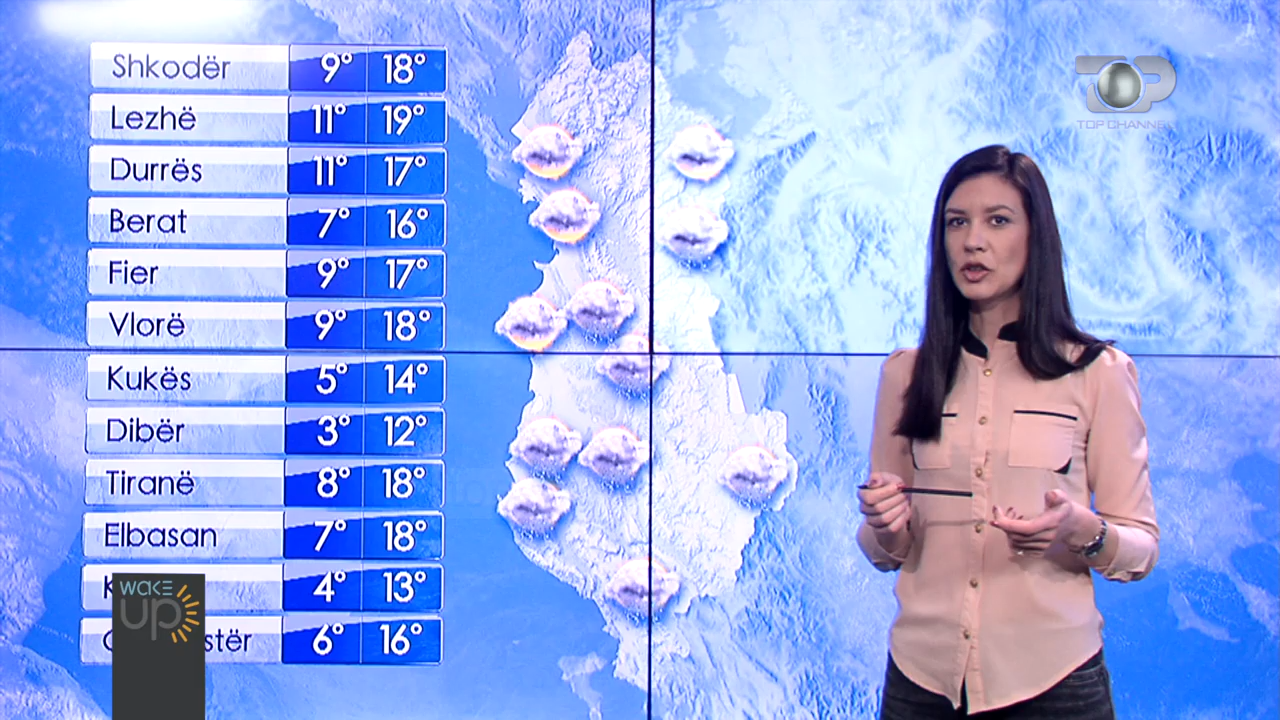 Shkodër 9° 18°
Lezhë 11° 19°
Durrës 11° 17°
Berat 7° 16°
Fier 9° 17°
Vlorë 9° 18°
Kukës 5° 14°
Dibër 3° 12°
Tiranë 8° 18°
Elbasan 7° 18°
4° 13°
6° 16°
TOP
TOP CHANNEL
WAKE
up